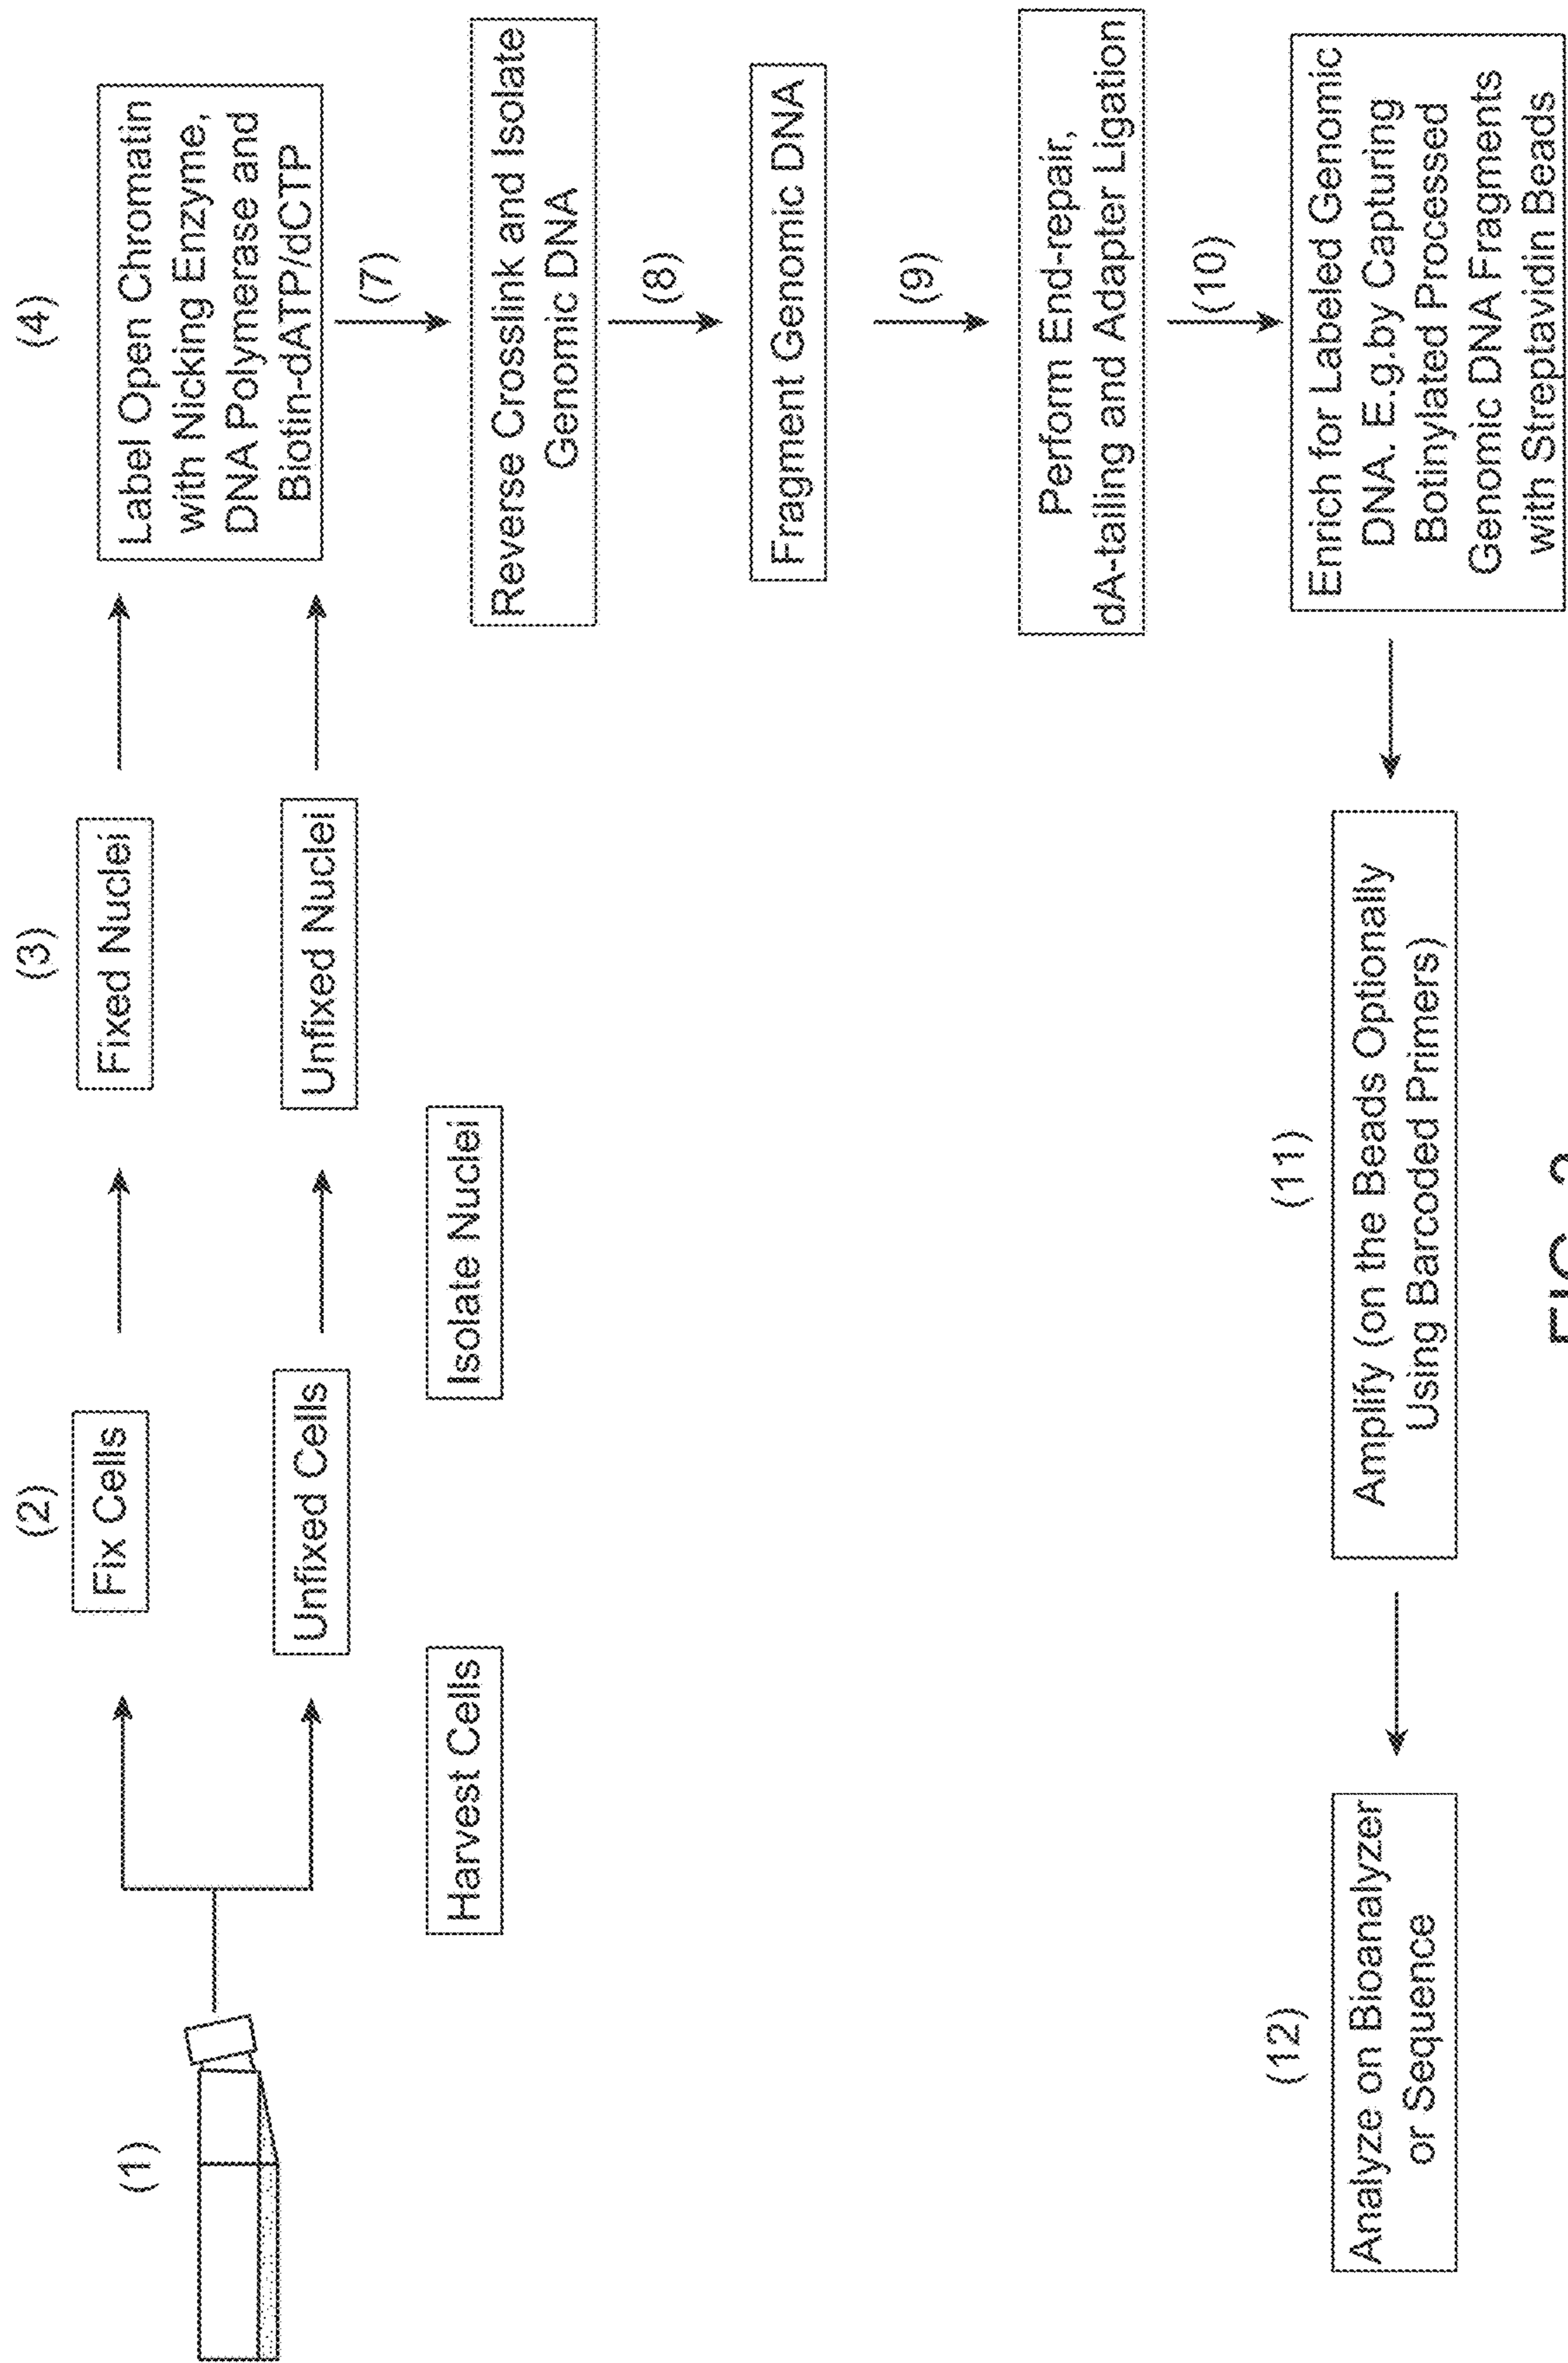 (1)
(2)
(3)
(4)
Fix Cells
Fixed Nuclei
Label Open Chromatin
with Nicking Enzyme,
DNA Polymerase and
Biotin-dATP/dCTP
Unfixed Cells
Unfixed Nuclei
Harvest Cells
Isolate Nuclei
(7)
Reverse Crosslink and Isolate
Genomic DNA
(8)
Fragment Genomic DNA
(9)
Perform End-repair,
dA-tailing and Adapter Ligation
(10)
Enrich for Labeled Genomic
DNA. E.g.by Capturing
Botinylated Processed
Genomic DNA Fragments
with Streptavidin Beads
(11)
Amplify (on the Beads Optionally
Using Barcoded Primers)
(12)
Analyze on Bioanalyzer
or Sequence
FIG.